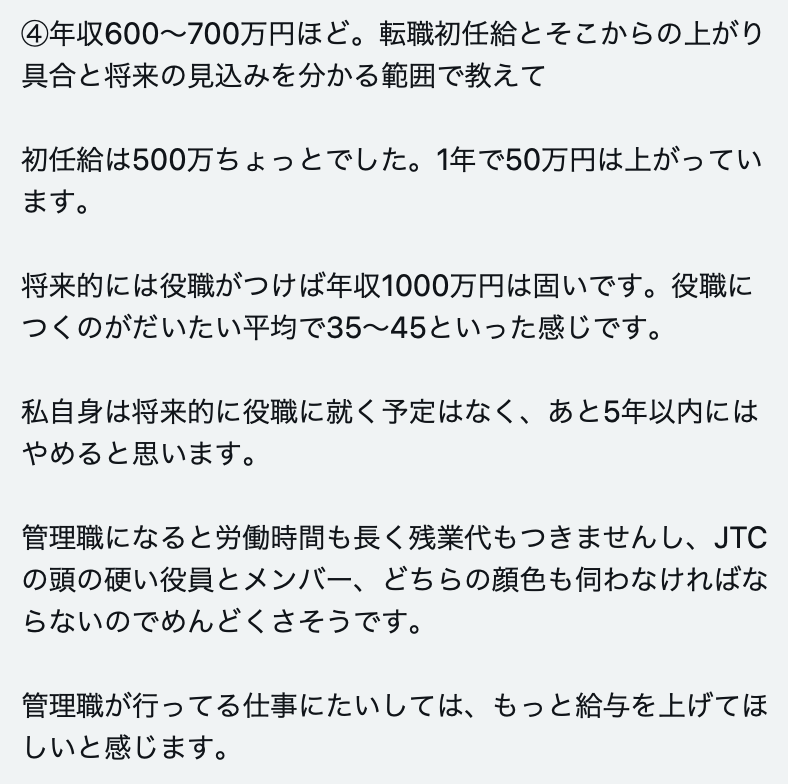 ④年収600〜700万円ほど。転職初任給とそこからの上がり
具合と将来の見込みを分かる範囲で教えて
初任給は500万ちょっとでした。1年で50万円は上がってい
ます。
将来的には役職がつけば年収1000万円は固いです。役職に
つくのがだいたい平均で35〜45といった感じです。
私自身は将来的に役職に就く予定はなく、あと5年以内には
やめると思います。
管理職になると労働時間も長く残業代もつきませんし、JTC
の頭の硬い役員とメンバー、どちらの顔色も伺わなければな
らないのでめんどくさそうです。
管理職が行ってる仕事にたいしては、もっと給与を上げてほ
しいと感じます。